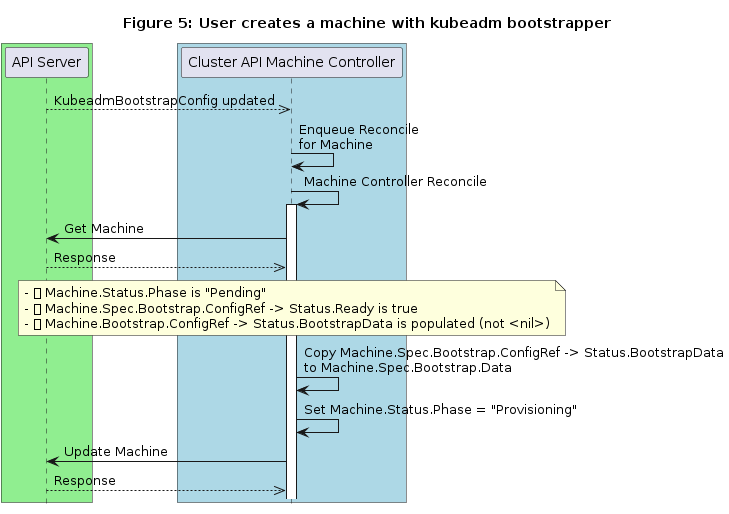 Figure 5: User creates a machine with kubeadm bootstrapper
API Server
Cluster API Machine Controller
KubeadmBootstrapConfig updated
Enqueue Reconcile
for Machine
Machine Controller Reconcile
Get Machine
Response
- ▯ Machine.Status.Phase is "Pending"
- ▯ Machine.Spec.Bootstrap.ConfigRef -> Status.Ready is true
- ▯ Machine.Bootstrap.ConfigRef -> Status.BootstrapData is populated (not <nil>)
Copy Machine.Spec.Bootstrap.ConfigRef -> Status.BootstrapData
to Machine.Spec.Bootstrap.Data
Set Machine.Status.Phase = "Provisioning"
Update Machine
Response